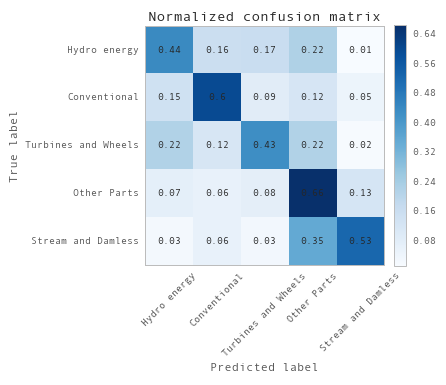 Normalized confusion matrix
Hydro energy 0.44 0.16 0.17 0.22 0.01
Conventional 0.15 0.6 0.09 0.12 0.05
Turbines and Wheels 0.22 0.12 0.43 0.22 0.02
Other Parts 0.07 0.06 0.08 0.13
Stream and Damless 0.03 0.06 0.03 0.35 0.53
Hydro energy
Conventional
Turbines and Wheels
Other Parts
Stream and Damless
True label
Predicted label
0.64
0.56
0.48
0.40
0.32
0.24
0.16
0.08